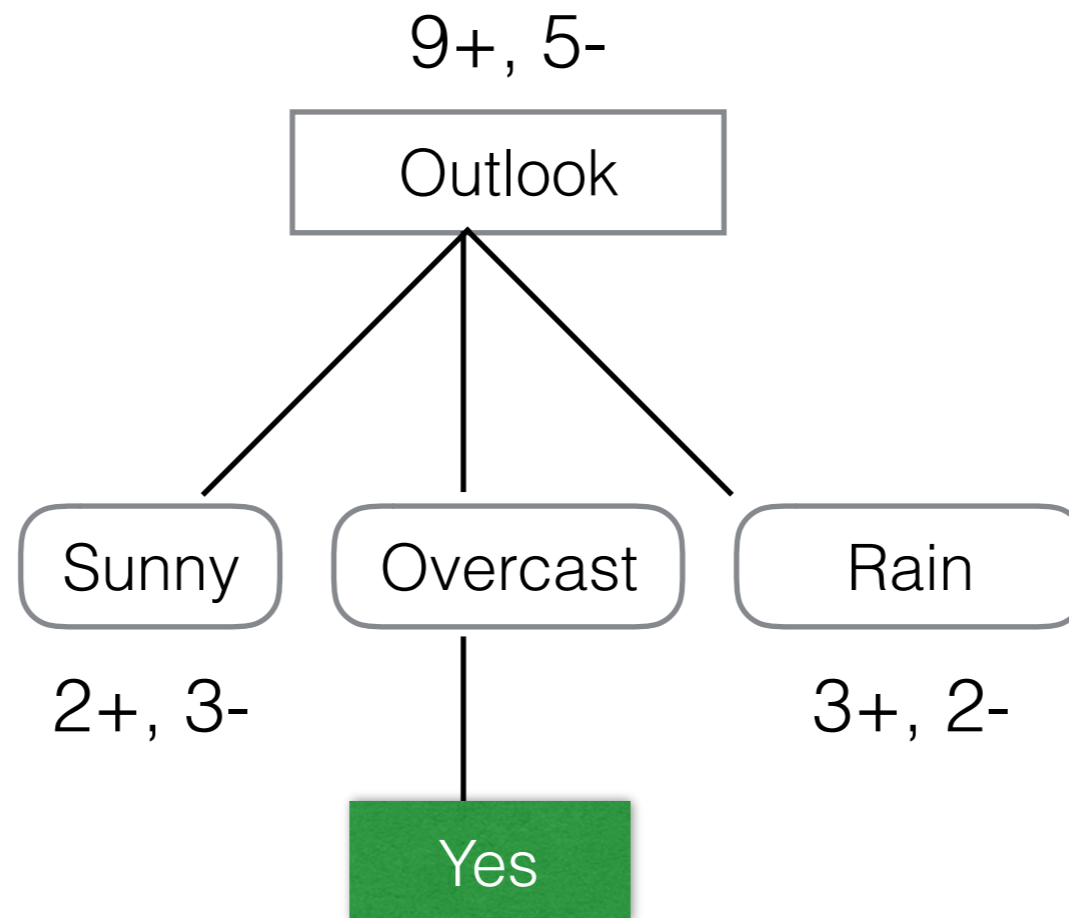 9+, 5-
Outlook
Sunny
Overcast
Rain
2+, 3-
3+, 2-
Yes